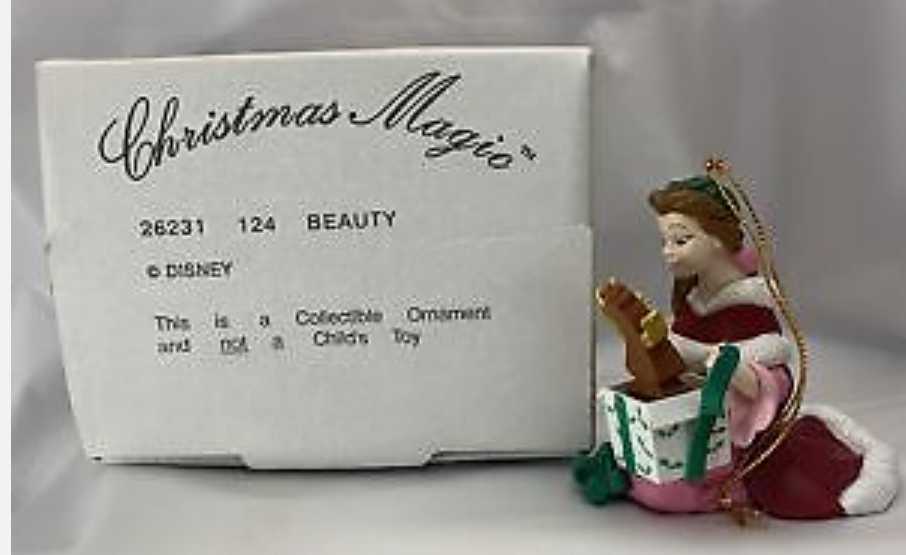 Christmas Magic™
26231 124 BEAUTY
© DISNEY
This is a Collectible Ornament
and not a Child's Toy